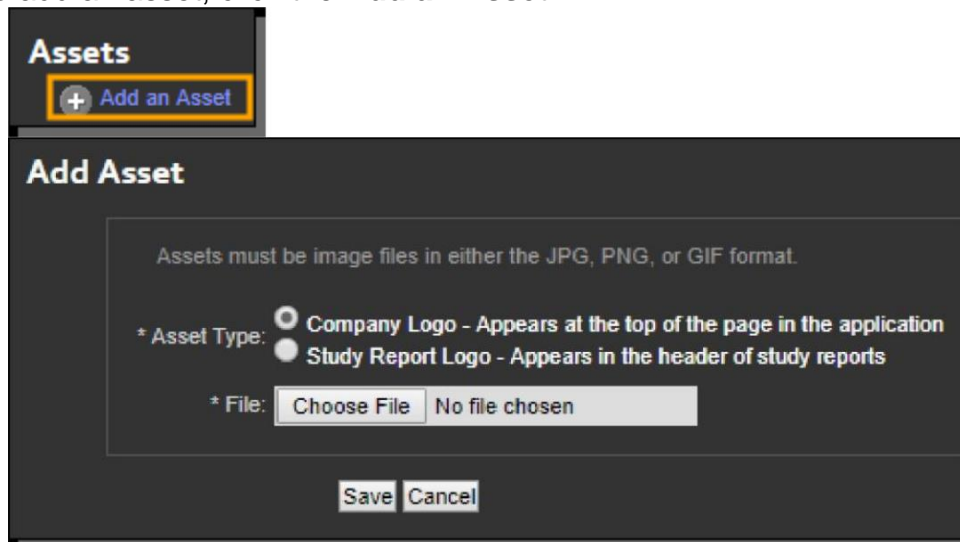 Assets
Add an Asset
Add Asset
Assets must be image files in either the JPG, PNG, or GIF format.
* Asset Type:
Company Logo - Appears at the top of the page in the application
Study Report Logo - Appears in the header of study reports
* File: Choose File No file chosen
Save Cancel